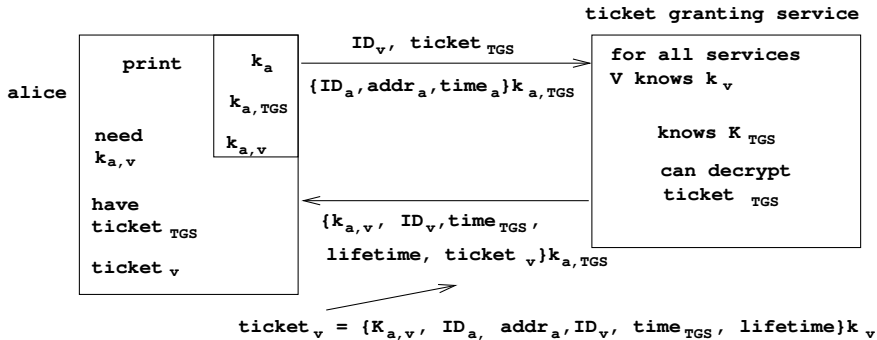 ticket granting service
alice
print
k_a
k_a,TGS
k_a,v
need
k_a,v
have
ticket_TGS
ticket_v
ID_v, ticket_TGS
{ID_a,addr_a,time_a}k_a,TGS
for all services
V knows k_v
knows K_TGS
can decrypt
ticket_TGS
{k_a,v, ID_v,time_TGS,
lifetime, ticket_v}k_a,TGS
ticket_v = {K_a,v, ID_a, addr_a,ID_v, time_TGS, lifetime}k_v